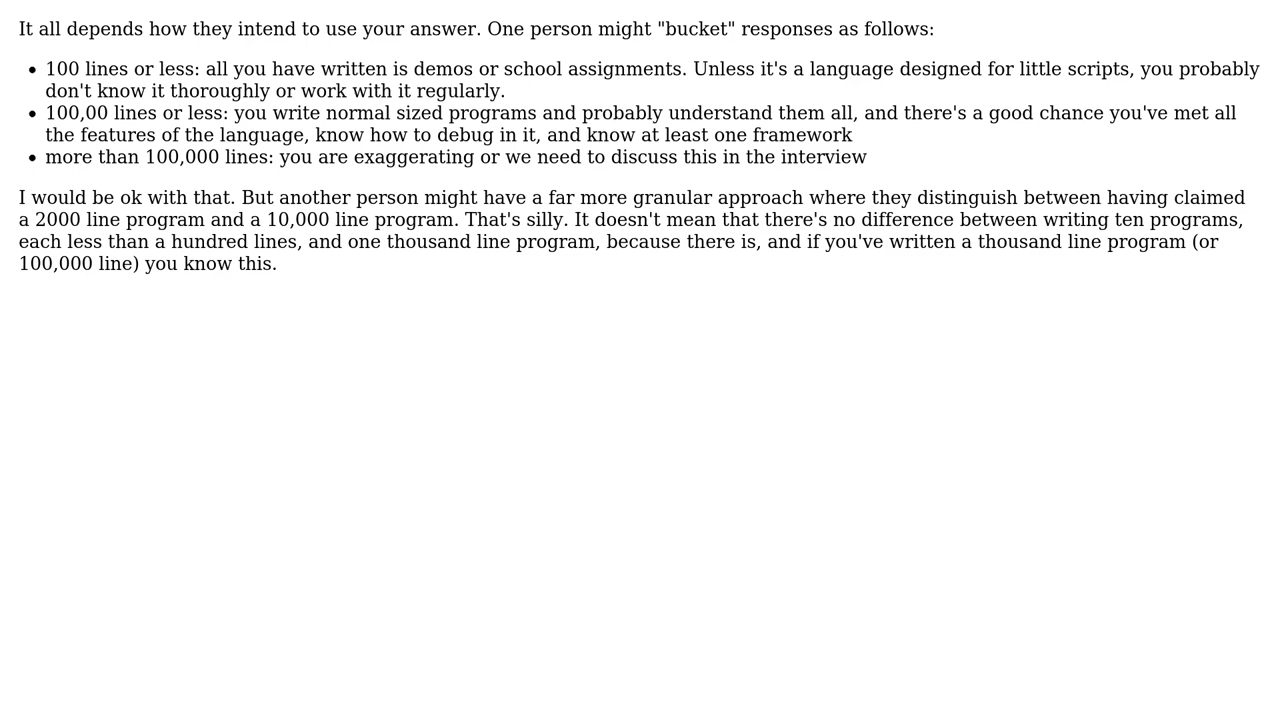 It all depends how they intend to use your answer. One person might "bucket" responses as follows:
• 100 lines or less: all you have written is demos or school assignments. Unless it's a language designed for little scripts, you probably
don't know it thoroughly or work with it regularly.
• 100,00 lines or less: you write normal sized programs and probably understand them all, and there's a good chance you've met all
the features of the language, know how to debug in it, and know at least one framework
• more than 100,000 lines: you are exaggerating or we need to discuss this in the interview
I would be ok with that. But another person might have a far more granular approach where they distinguish between having claimed
a 2000 line program and a 10,000 line program. That's silly. It doesn't mean that there's no difference between writing ten programs,
each less than a hundred lines, and one thousand line program, because there is, and if you've written a thousand line program (or
100,000 line) you know this.